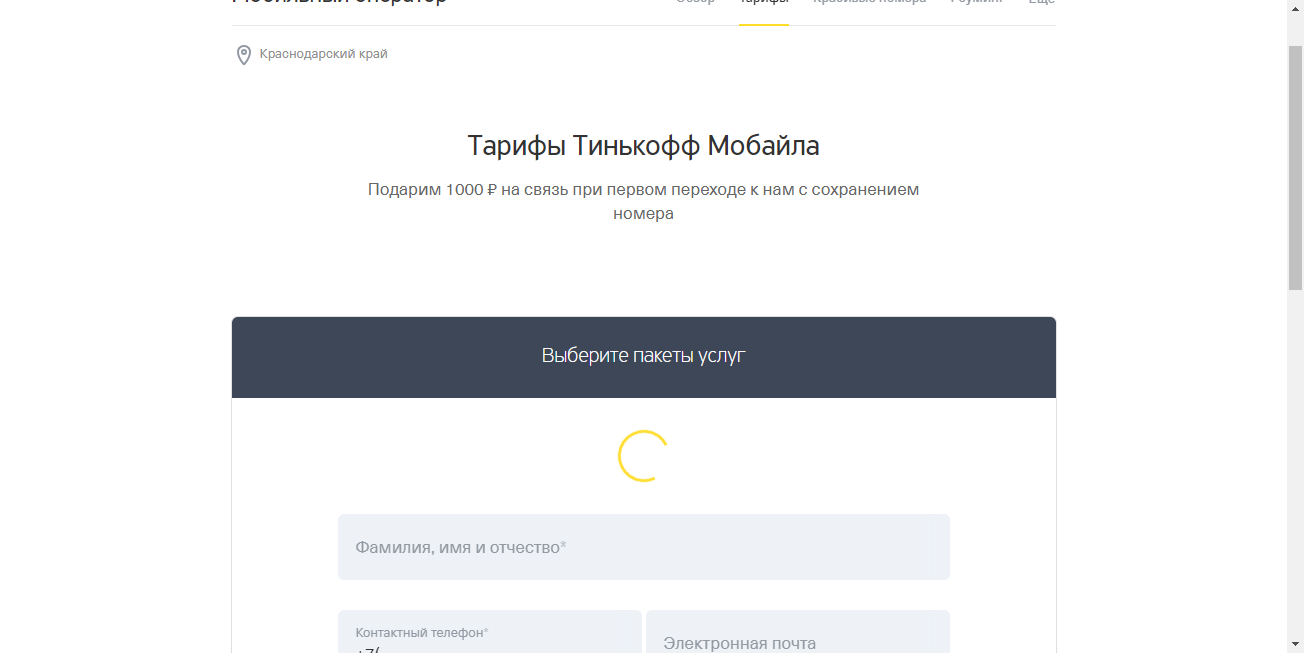 Мобильный оператор
Обзор Тарифы Красивые номера Роуминг Ещё
Краснодарский край
Тарифы Тинькофф Мобайла
Подарим 1000 ₽ на связь при первом переходе к нам с сохранением
номера
Выберите пакеты услуг
Фамилия, имя и отчество*
Контактный телефон*
+7(
Электронная почта